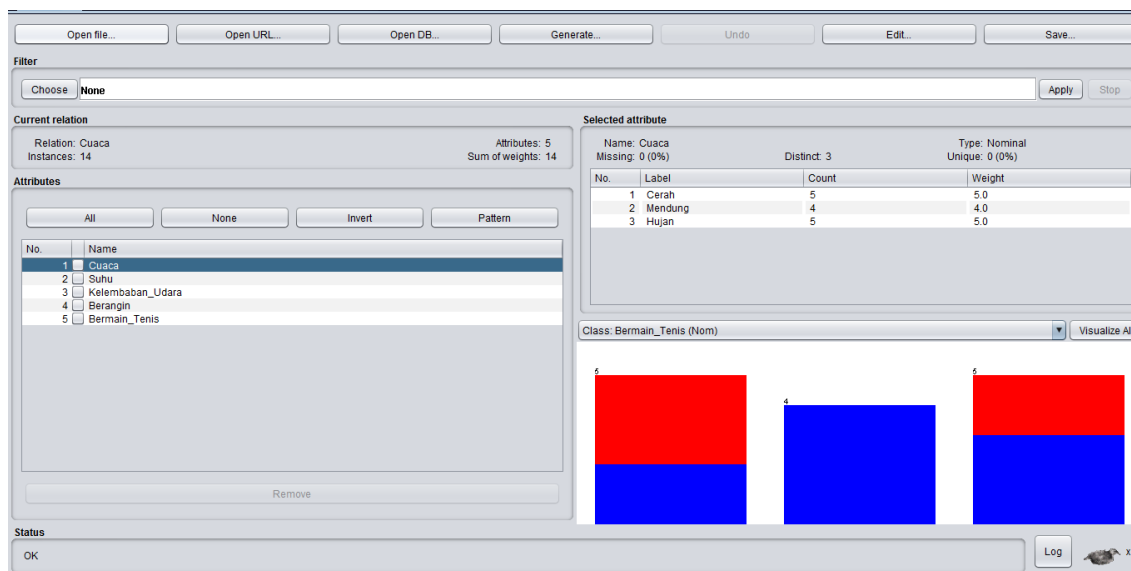 Open file... Open URL... Open DB... Generate... Undo Edit... Save...
Filter
Choose None Apply Stop
Current relation
Relation: Cuaca Attributes: 5
Instances: 14 Sum of weights: 14
Attributes
All None Invert Pattern
No. Name
1 Cuaca
2 Suhu
3 Kelembaban_Udara
4 Berangin
5 Bermain_Tenis
Remove
Selected attribute
Name: Cuaca Type: Nominal
Missing: 0 (0%) Distinct: 3 Unique: 0 (0%)
No. Label Count Weight
1 Cerah 5 5.0
2 Mendung 4 4.0
3 Hujan 5 5.0
Class: Bermain_Tenis (Nom) Visualize Al
5 4 5
Status
OK Log x